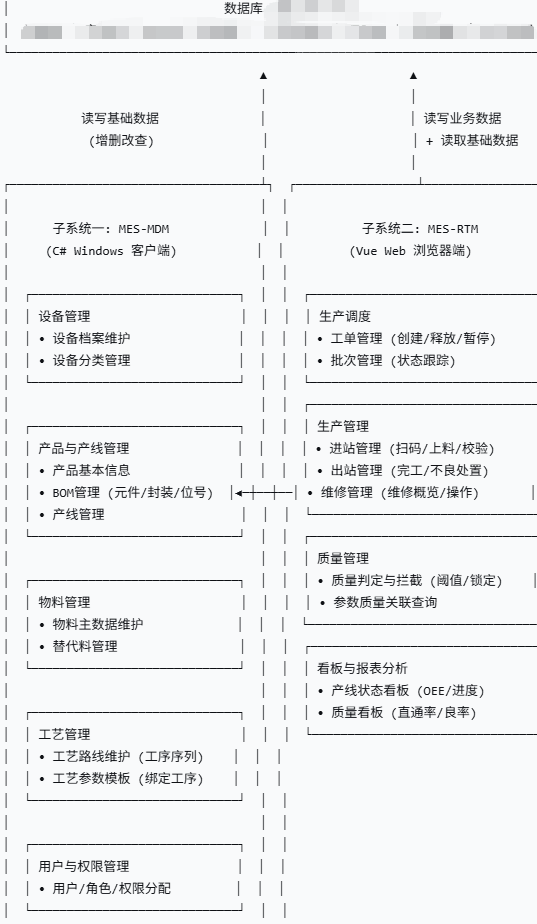 数据库
读写基础数据
(增删改查)
读写业务数据
+ 读取基础数据
子系统一: MES-MDM
(C# Windows 客户端)
设备管理
• 设备档案维护
• 设备分类管理
产品与产线管理
• 产品基本信息
• BOM管理 (元件/封装/位号)
• 产线管理
物料管理
• 物料主数据维护
• 替代料管理
工艺管理
• 工艺路线维护 (工序序列)
• 工艺参数模板 (绑定工序)
用户与权限管理
• 用户/角色/权限分配
子系统二: MES-RTM
(Vue Web 浏览器端)
生产调度
• 工单管理 (创建/释放/暂停)
• 批次管理 (状态跟踪)
生产管理
• 进站管理 (扫码/上料/校验)
• 出站管理 (完工/不良处置)
• 维修管理 (维修概览/操作)
质量管理
• 质量判定与拦截 (阈值/锁定)
• 参数质量关联查询
看板与报表分析
• 产线状态看板 (OEE/进度)
• 质量看板 (直通率/良率)